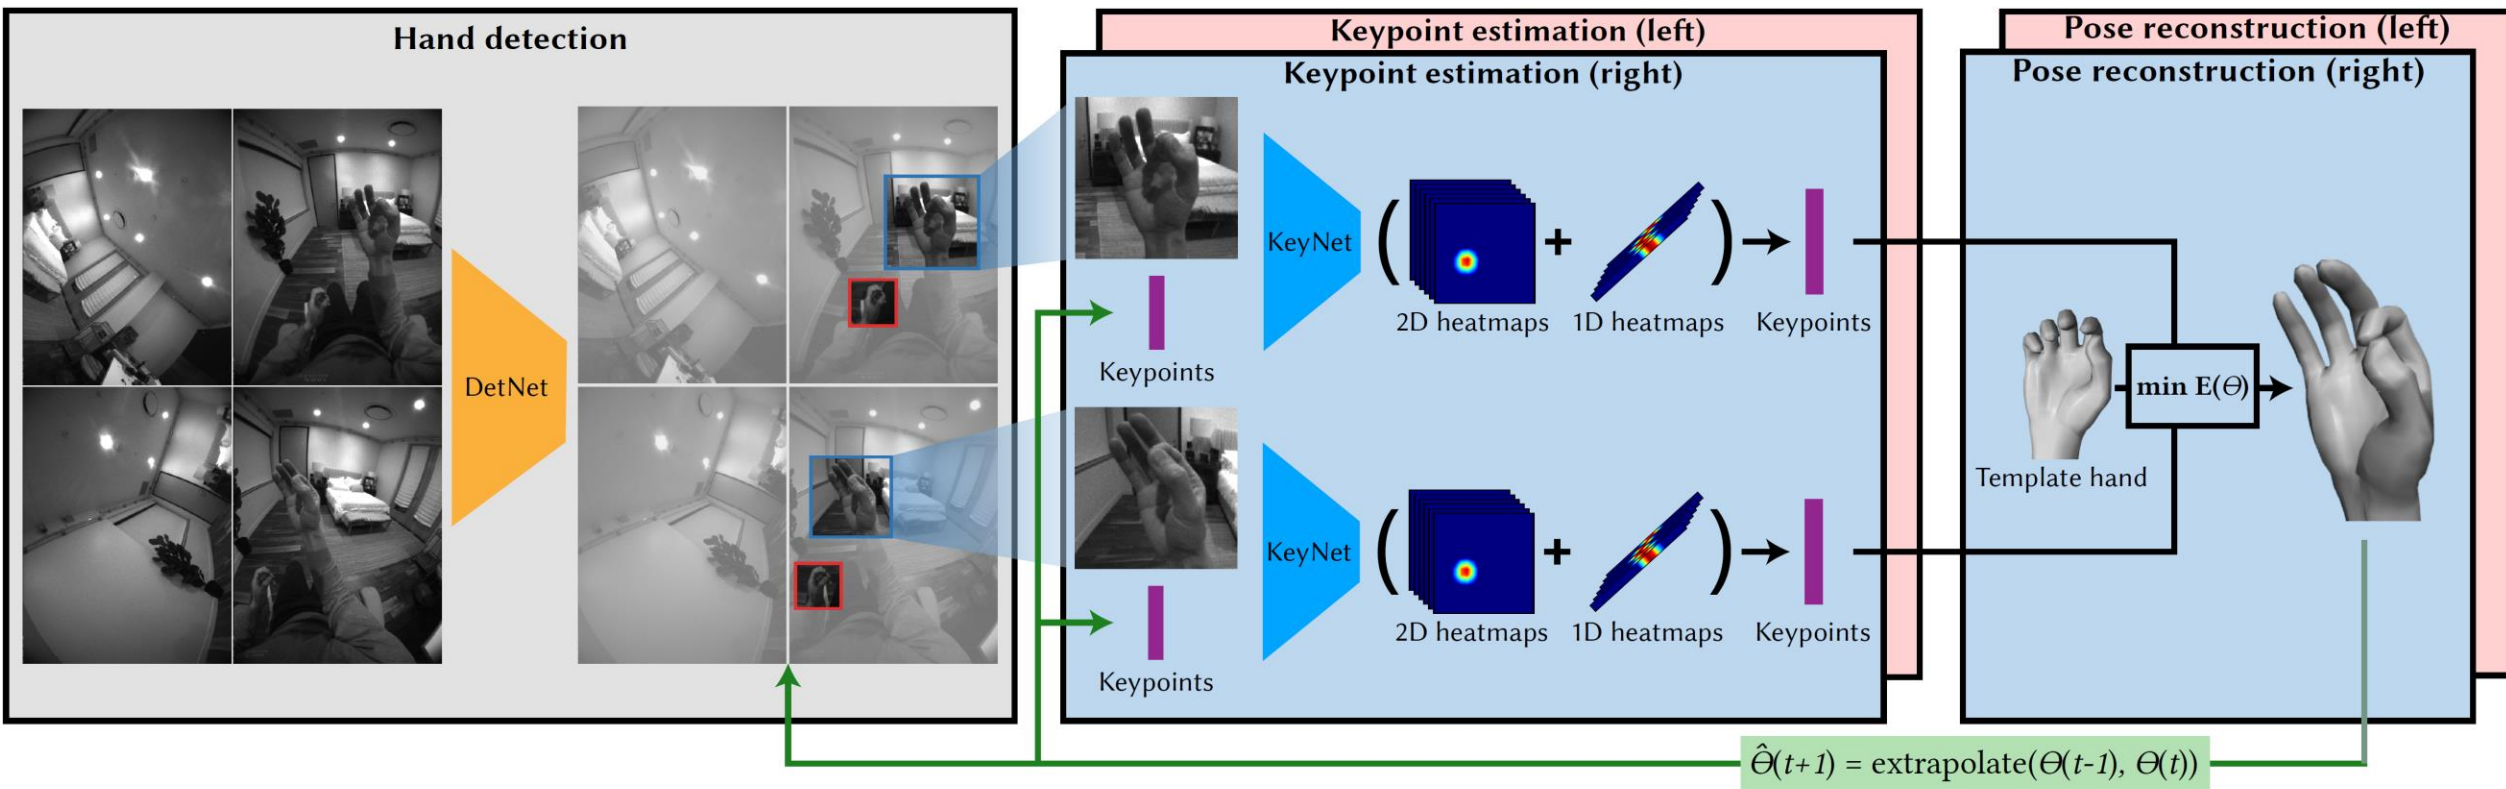 Hand detection
DetNet
Keypoint estimation (left)
Keypoint estimation (right)
KeyNet
2D heatmaps
1D heatmaps
Keypoints
Keypoints
KeyNet
2D heatmaps
1D heatmaps
Keypoints
Keypoints
Pose reconstruction (left)
Pose reconstruction (right)
Template hand
min E(Θ)
Θ̂(t+1) = extrapolate(Θ(t-1), Θ(t))